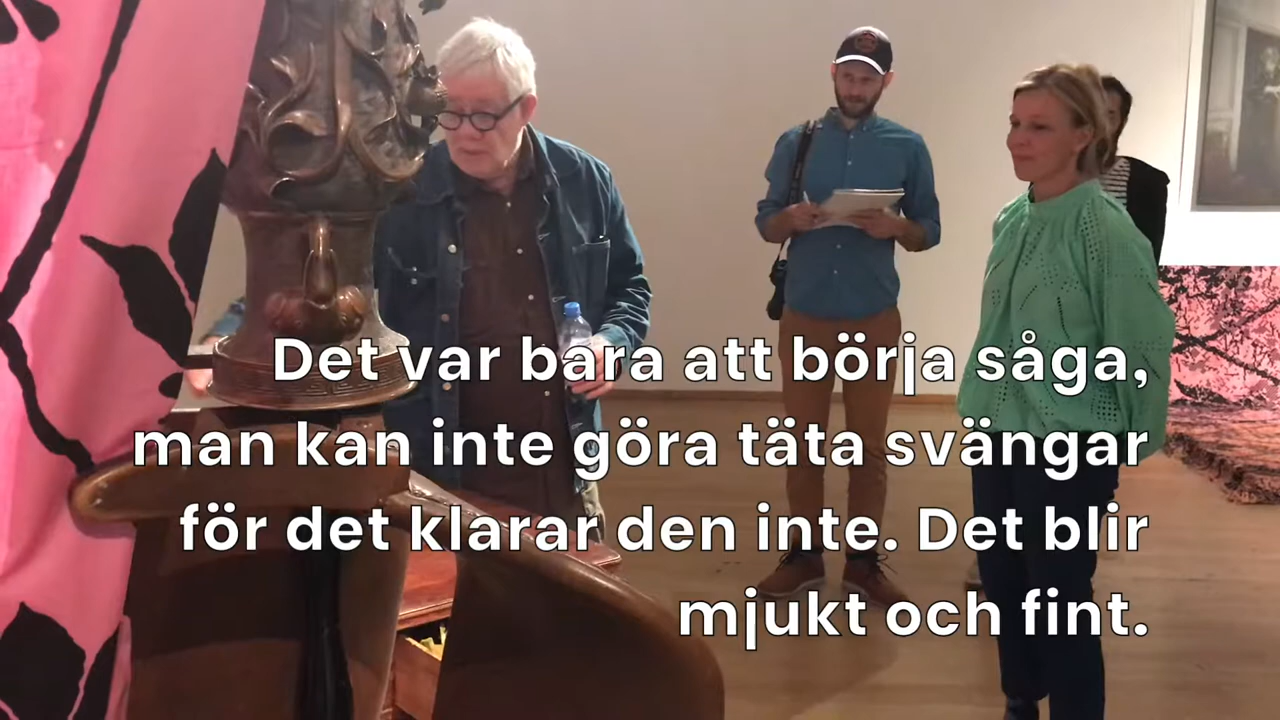 Det var bara att börja såga,
man kan inte göra täta svängar
för det klarar den inte. Det blir
mjukt och fint.